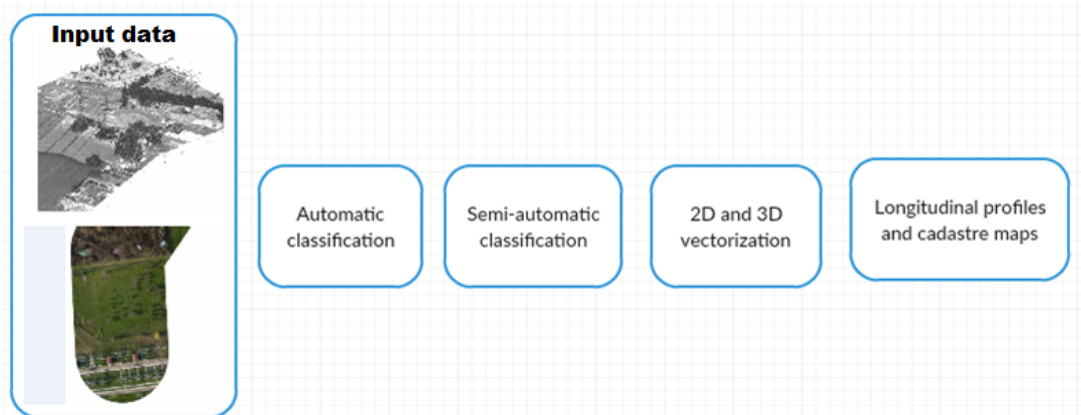 Input data
Automatic
classification
Semi-automatic
classification
2D and 3D
vectorization
Longitudinal profiles
and cadastre maps